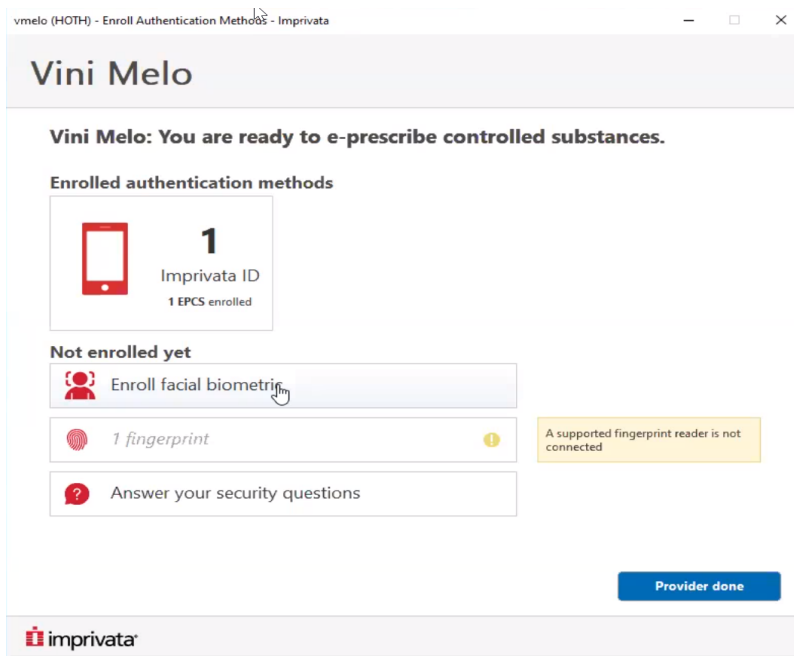 vmelo (HOTH) - Enroll Authentication Methods - Imprivata
Vini Melo
Vini Melo: You are ready to e-prescribe controlled substances.
Enrolled authentication methods
1
Imprivata ID
1 EPCS enrolled
Not enrolled yet
Enroll facial biometric
1 fingerprint
A supported fingerprint reader is not
connected
Answer your security questions
Provider done
imprivata